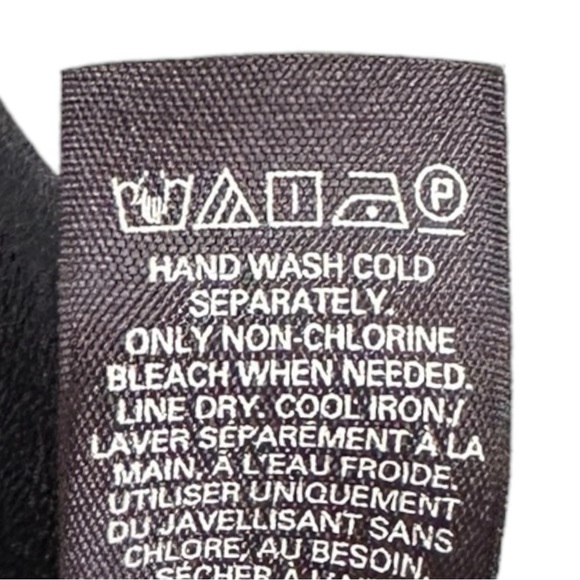 P
HAND WASH COLD
SEPARATELY.
ONLY NON-CHLORINE
BLEACH WHEN NEEDED.
LINE DRY. COOL IRON./
LAVER SÉPARÉMENT À LA
MAIN, À L'EAU FROIDE.
UTILISER UNIQUEMENT
DU JAVELLISANT SANS
CHLORE, AU BESOIN.
SÉCHER À